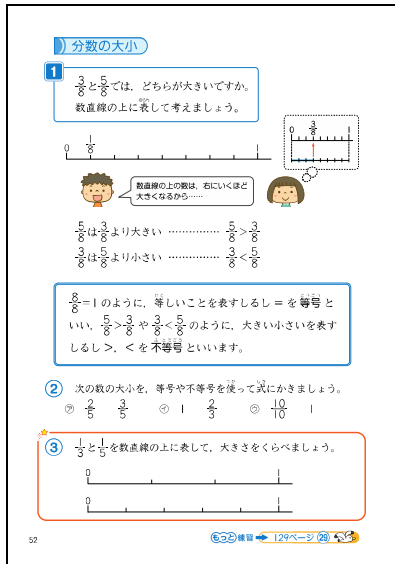 分数の大小
1
3/8と5/8では，どちらが大きいですか。
数直線の上に表して考えましょう。
0 1/8 1
0 3/8 1
数直線の上の数は，右にいくほど
大きくなるから……
5/8は3/8より大きい …………… 5/8>3/8
3/8は5/8より小さい …………… 3/8<5/8
8/8=1のように，等しいことを表すしるし = を等号と
いい，5/8>3/8 や 3/8<5/8 のように，大きい小さいを表す
しるし >，< を不等号といいます。
2 次の数の大小を，等号や不等号を使って式にかきましょう。
㋐ 2/5 3/5 ㋑ 1 2/3 ㋒ 10/10 1
3 1/3と1/5を数直線の上に表して，大きさをくらべましょう。
0 1
0 1
52
もっと練習 ➡ 129ページ 29